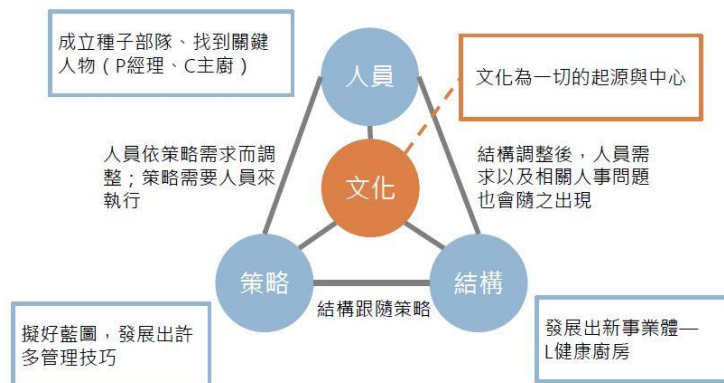 成立種子部隊、找到關鍵
人物（P經理、C主廚）
人員
文化為一切的起源與中心
人員依策略需求而調
整；策略需要人員來
執行
文化
結構調整後，人員需
求以及相關人事問題
也會隨之出現
策略
結構
結構跟隨策略
擬好藍圖，發展出許
多管理技巧
發展出新事業體—
L健康廚房